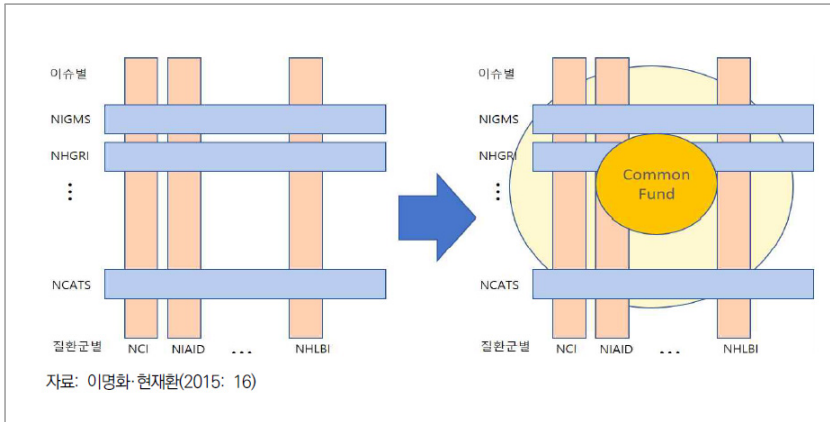 이슈별
NIGMS
NHGRI
⋮
NCATS
질환군별 NCI NIAID ... NHLBI
이슈별
NIGMS
NHGRI
⋮
Common
Fund
NCATS
질환군별 NCI NIAID ... NHLBI
자료: 이명화·현재환(2015: 16)